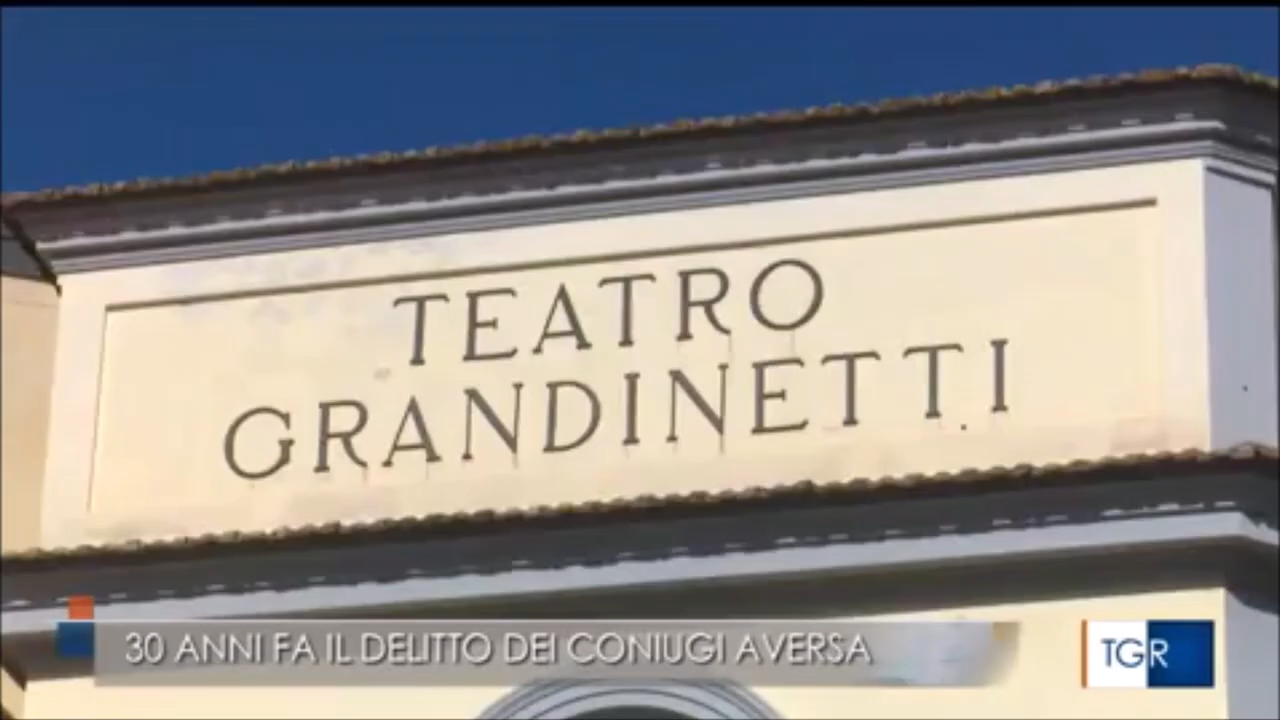 TEATRO
GRANDINETTI
30 ANNI FA IL DELITTO DEI CONIUGI AVERSA
TGR